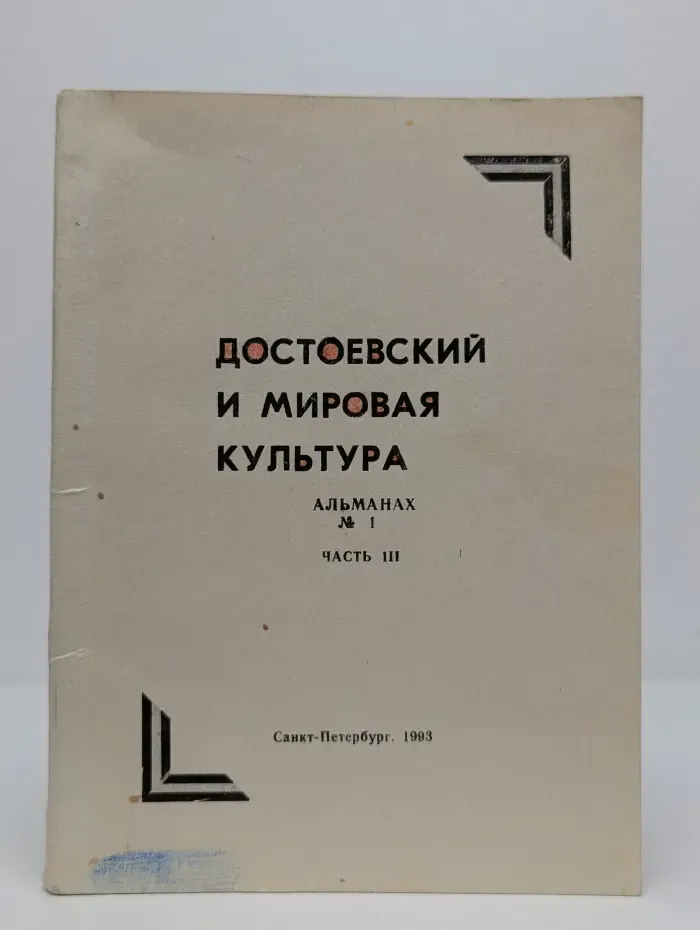 ДОСТОЕВСКИЙ
И МИРОВАЯ
КУЛЬТУРА
АЛЬМАНАХ
№ 1
ЧАСТЬ III
Санкт-Петербург. 1993